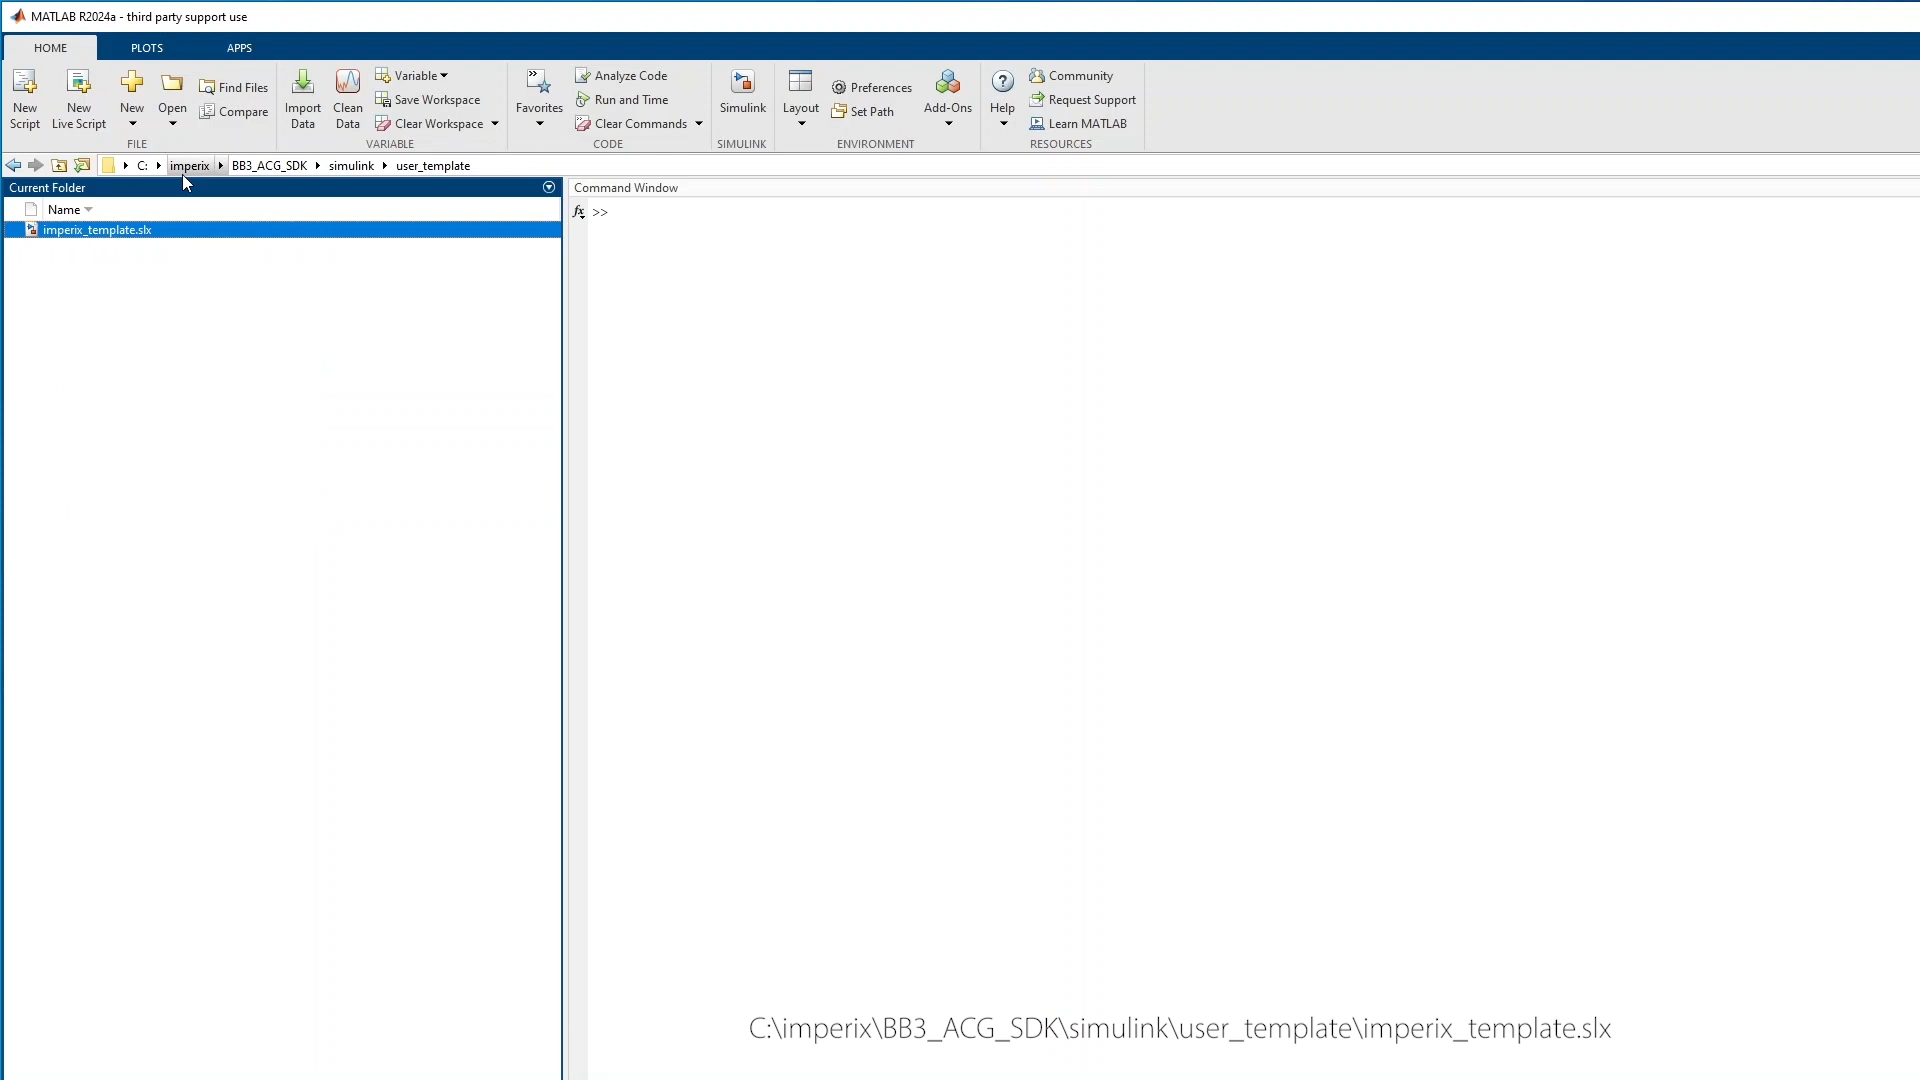 MATLAB R2024a - third party support use
HOME PLOTS APPS
New Script
New Live Script
New
Open
Find Files
Compare
FILE
Import Data
Clean Data
Variable
Save Workspace
Clear Workspace
VARIABLE
Favorites
Analyze Code
Run and Time
Clear Commands
CODE
Simulink
SIMULINK
Layout
Preferences
Set Path
Add-Ons
ENVIRONMENT
Help
Community
Request Support
Learn MATLAB
RESOURCES
C: imperix BB3_ACG_SDK simulink user_template
Current Folder
Name
imperix_template.slx
Command Window
fx >>
C:\imperix\BB3_ACG_SDK\simulink\user_template\imperix_template.slx